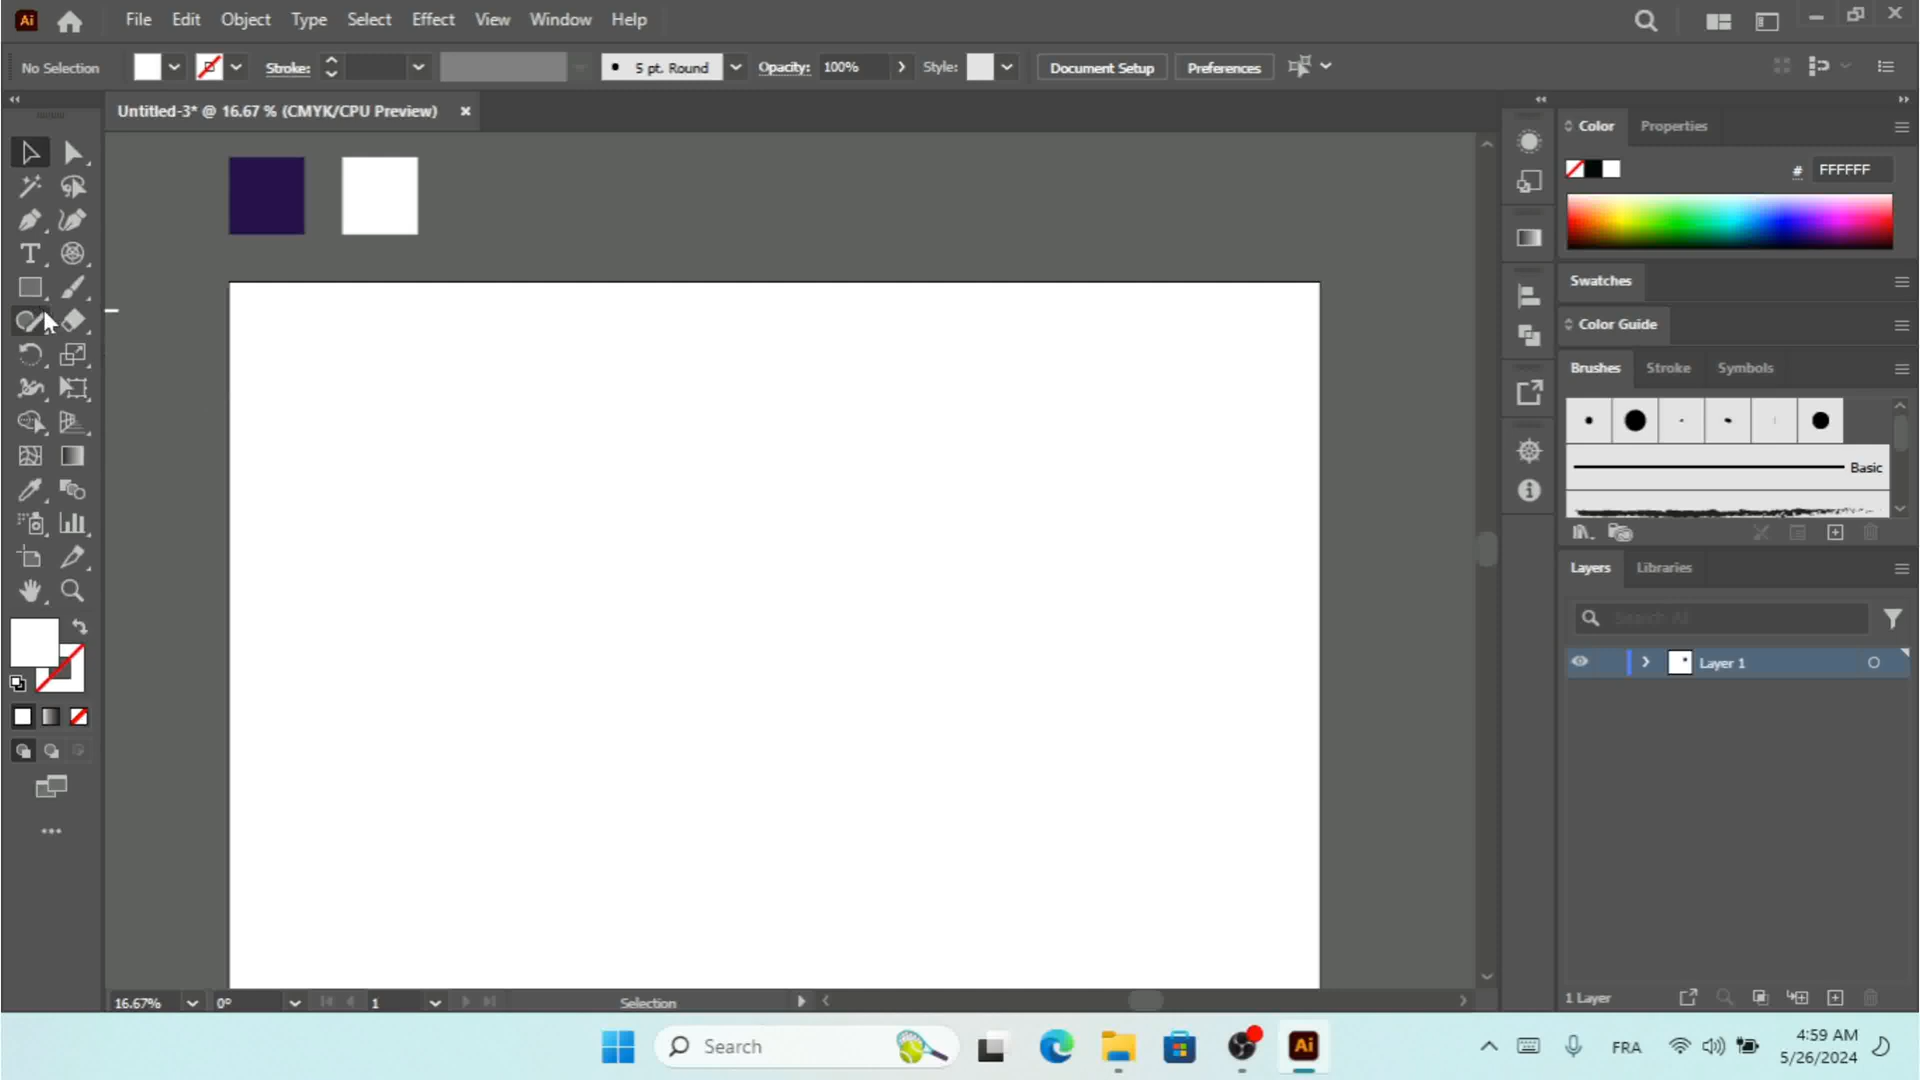 Ai File Edit Object Type Select Effect View Window Help
No Selection Stroke: 5 pt. Round Opacity: 100% Style: Document Setup Preferences
Untitled-3* @ 16.67 % (CMYK/CPU Preview)
Color Properties
# FFFFFF
Swatches
Color Guide
Brushes Stroke Symbols
Basic
Layers Libraries
Search All
Layer 1
16.67% 0° 1 Selection
1 Layer
Search
Ai
FRA
4:59 AM
5/26/2024